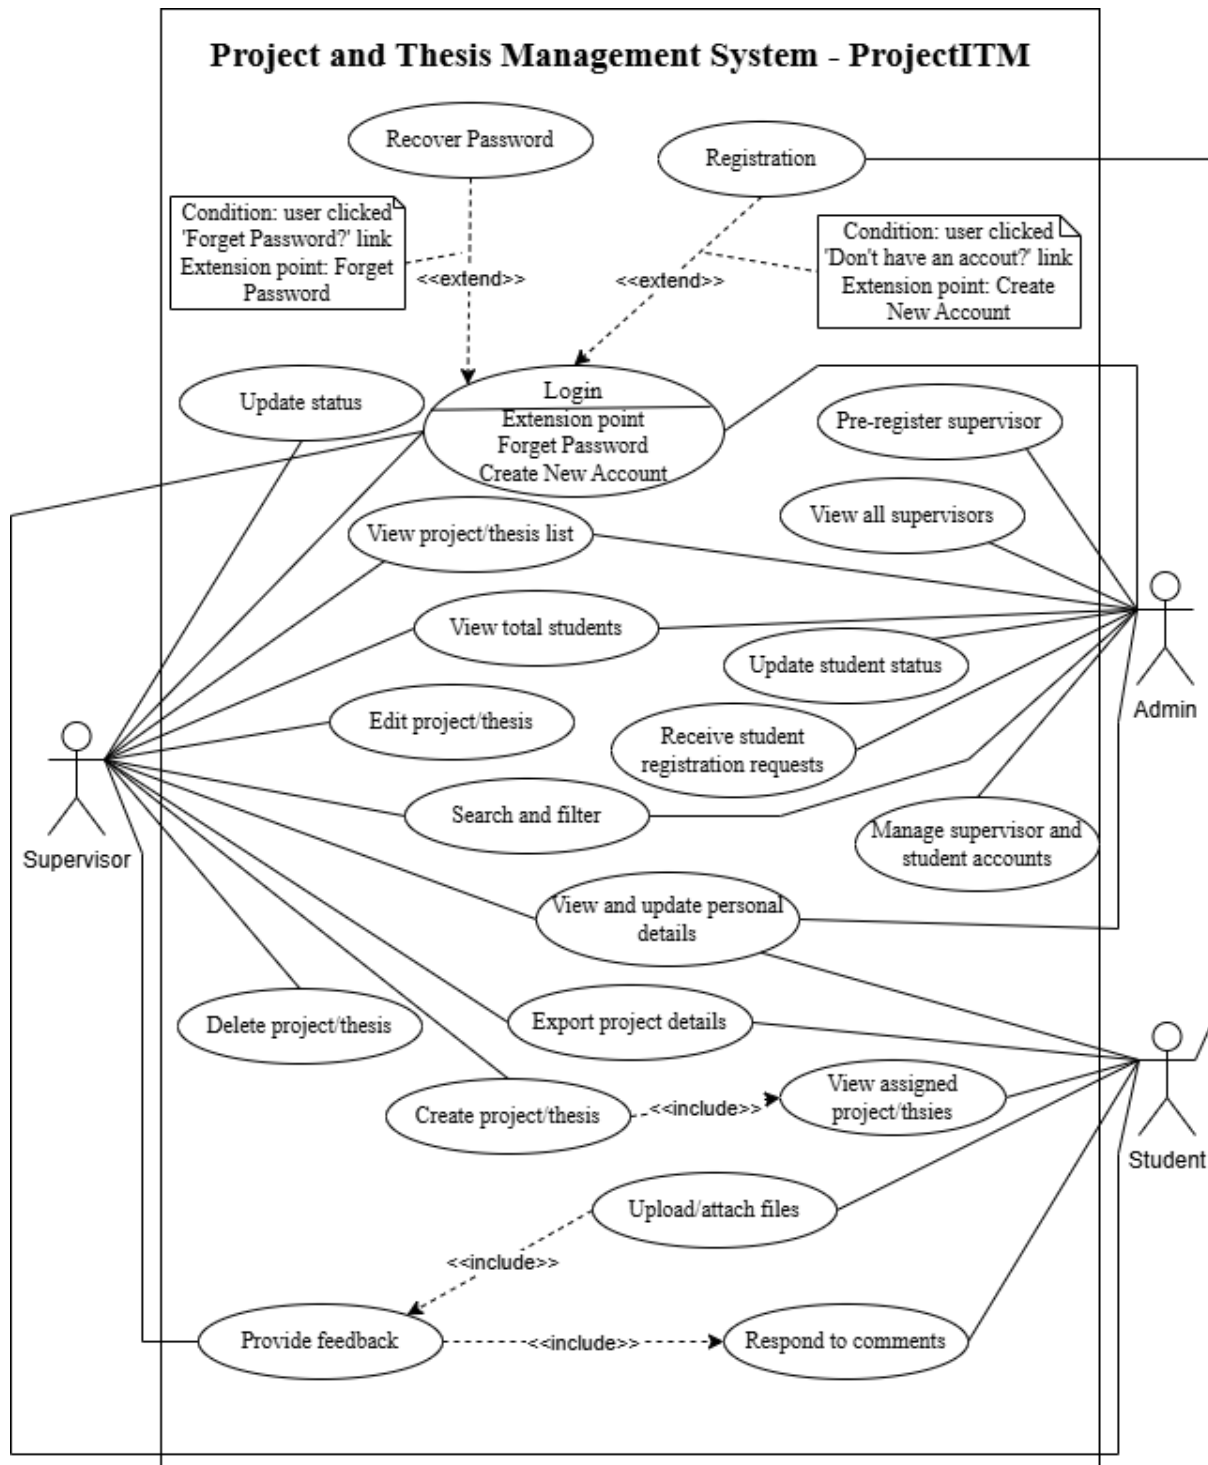 Project and Thesis Management System - ProjectITM
Recover Password
Registration
Condition: user clicked
'Forget Password?' link
Extension point: Forget
Password
Condition: user clicked
'Don't have an accout?' link
Extension point: Create
New Account
<<extend>>
<<extend>>
Update status
Login
Extension point
Forget Password
Create New Account
Pre-register supervisor
View all supervisors
View project/thesis list
View total students
Update student status
Admin
Edit project/thesis
Receive student
registration requests
Search and filter
Manage supervisor and
student accounts
Supervisor
View and update personal
details
Delete project/thesis
Export project details
Create project/thesis
<<include>>
View assigned
project/thsies
Student
Upload/attach files
<<include>>
Provide feedback
<<include>>
Respond to comments